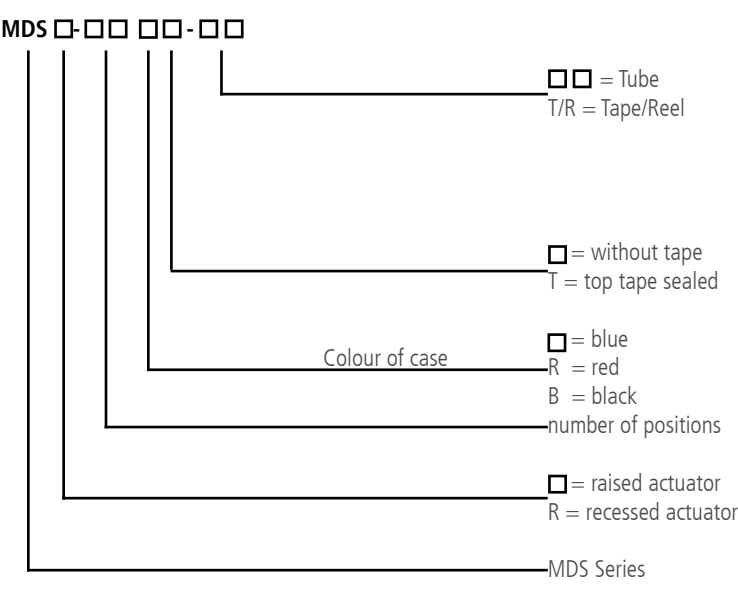 MDS □-□□ □□-□□
□□ = Tube
T/R = Tape/Reel
□ = without tape
T = top tape sealed
Colour of case
□ = blue
R = red
B = black
number of positions
□ = raised actuator
R = recessed actuator
MDS Series